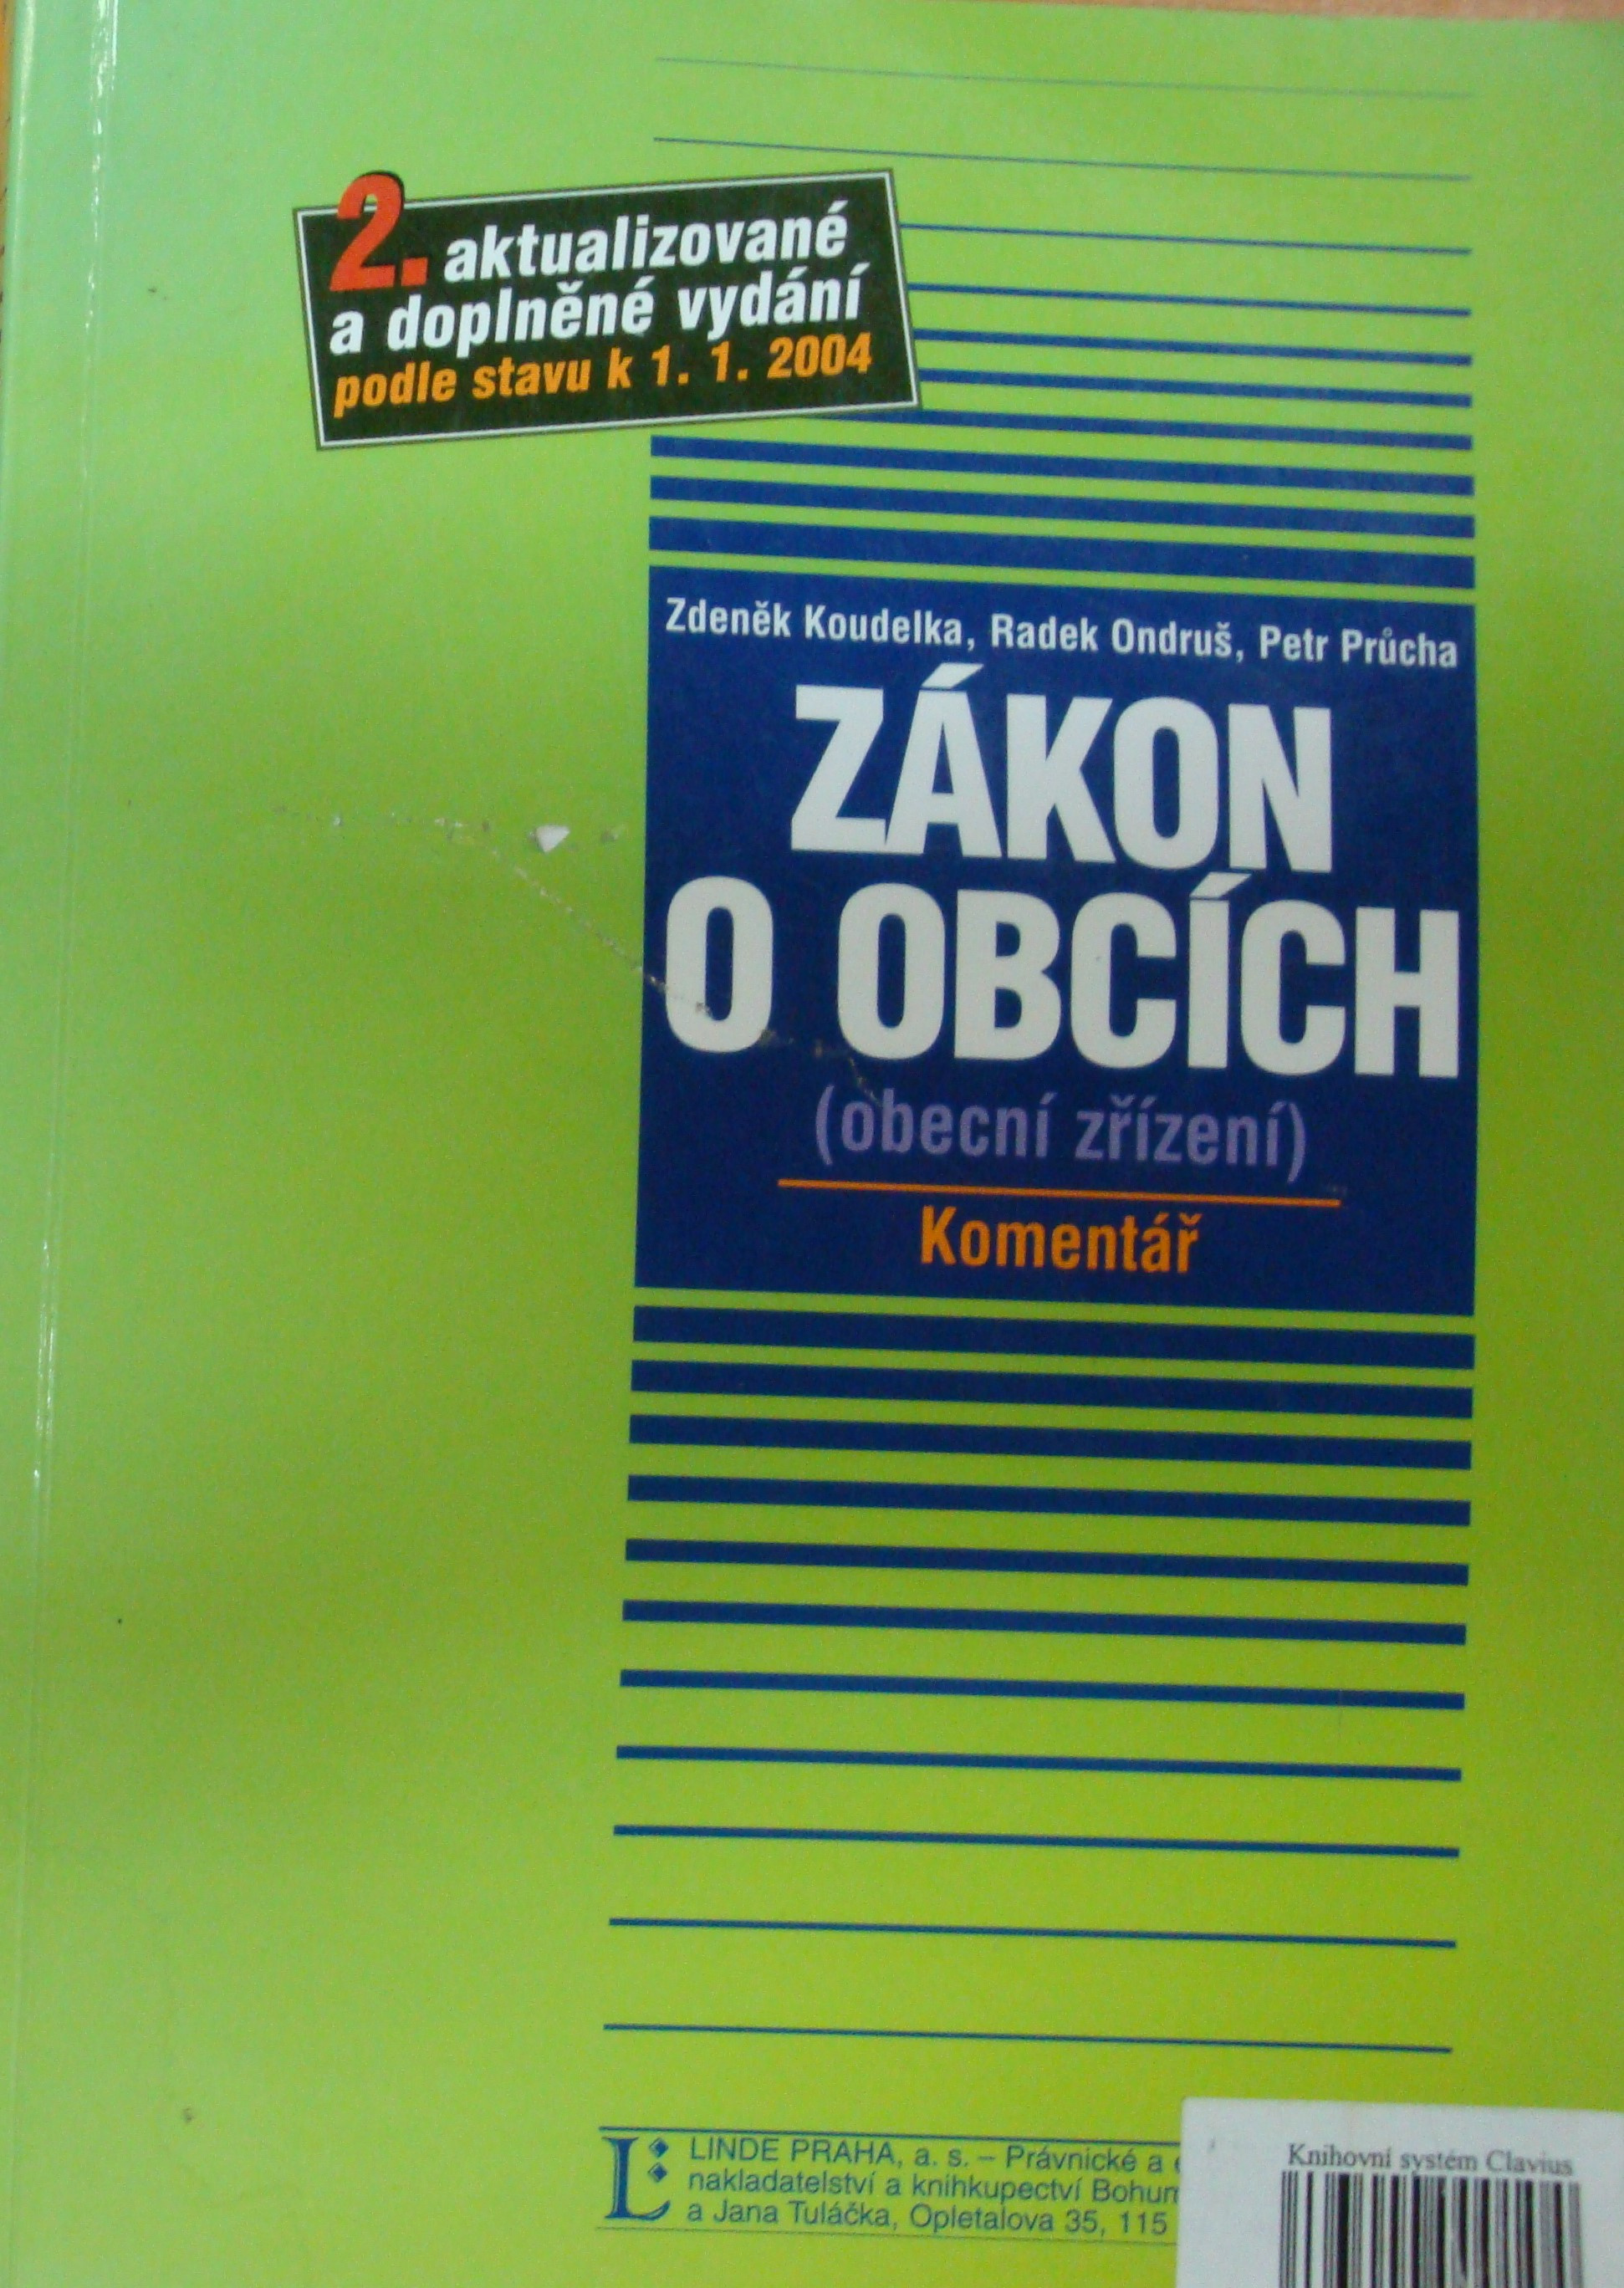 2. aktualizované
a doplněné vydání
podle stavu k 1. 1. 2004
Zdeněk Koudelka, Radek Ondruš, Petr Průcha
ZÁKON
O OBCÍCH
(obecní zřízení)
Komentář
L
LINDE PRAHA, a. s. – Právnické a
nakladatelství a knihkupectví
a Jana Tuláčka, Opletalova 35, 115
Knihovní systém Clavius